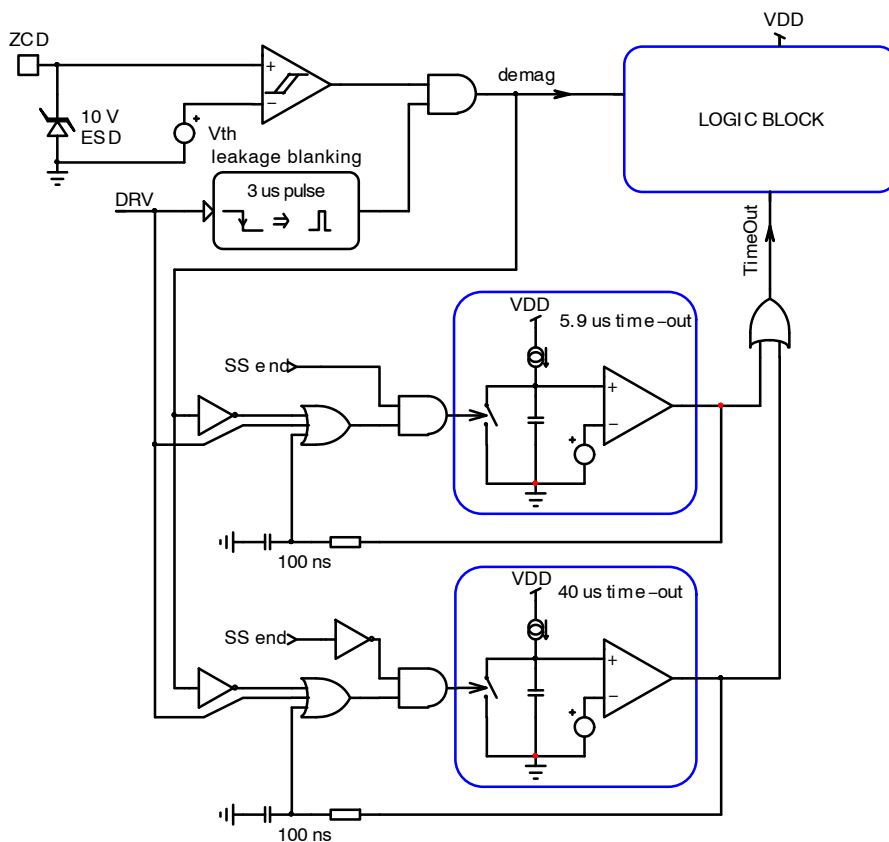 ZCD
VDD
demag
+
−
10 V
ESD
+
Vth
LOGIC BLOCK
leakage blanking
3 us pulse
DRV
TimeOut
VDD
5.9 us time−out
SS end
+
−
+
100 ns
VDD
40 us time−out
SS end
+
−
+
100 ns